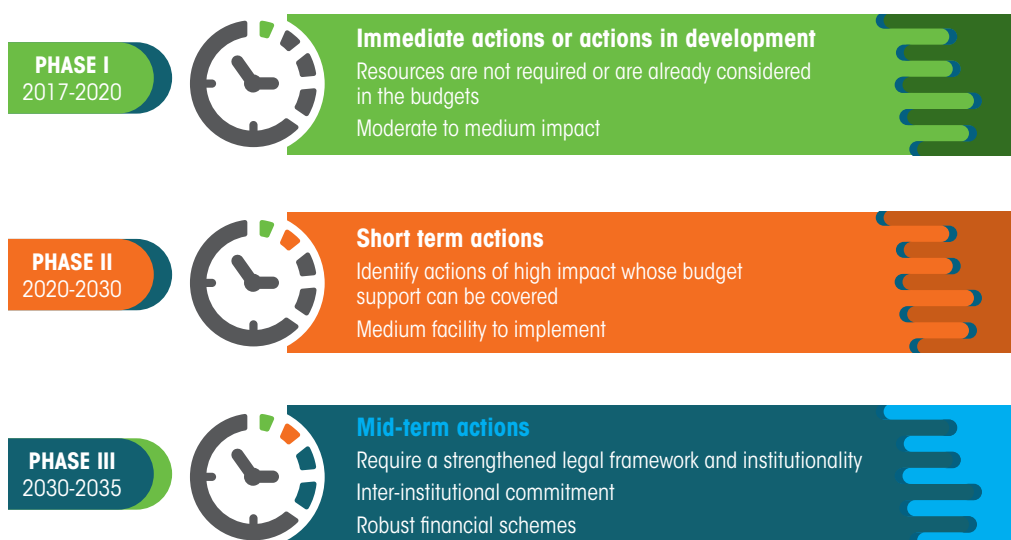 PHASE I
2017-2020
Immediate actions or actions in development
Resources are not required or are already considered
in the budgets
Moderate to medium impact
PHASE II
2020-2030
Short term actions
Identify actions of high impact whose budget
support can be covered
Medium facility to implement
PHASE III
2030-2035
Mid-term actions
Require a strengthened legal framework and institutionality
Inter-institutional commitment
Robust financial schemes